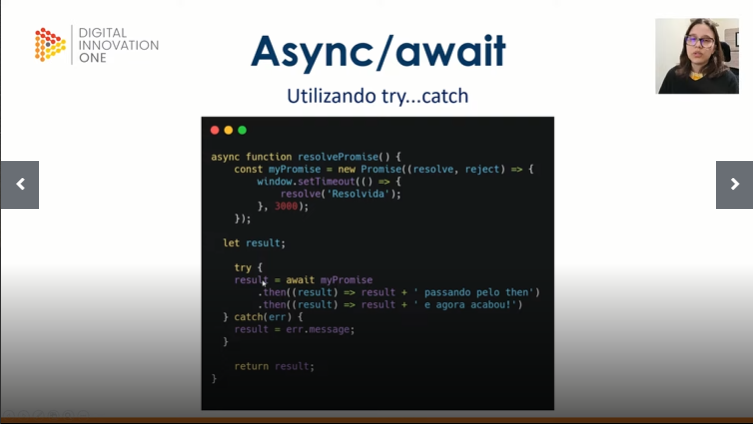 DIGITAL
INNOVATION
ONE
Async/await
Utilizando try...catch
async function resolvePromise() {
const myPromise = new Promise((resolve, reject) => {
window.setTimeout(() => {
resolve('Resolvida');
}, 3000);
});
let result;
try {
result = await myPromise
.then((result) => result + ' passando pelo then')
.then((result) => result + ' e agora acabou!')
} catch(err) {
result = err.message;
}
return result;
}